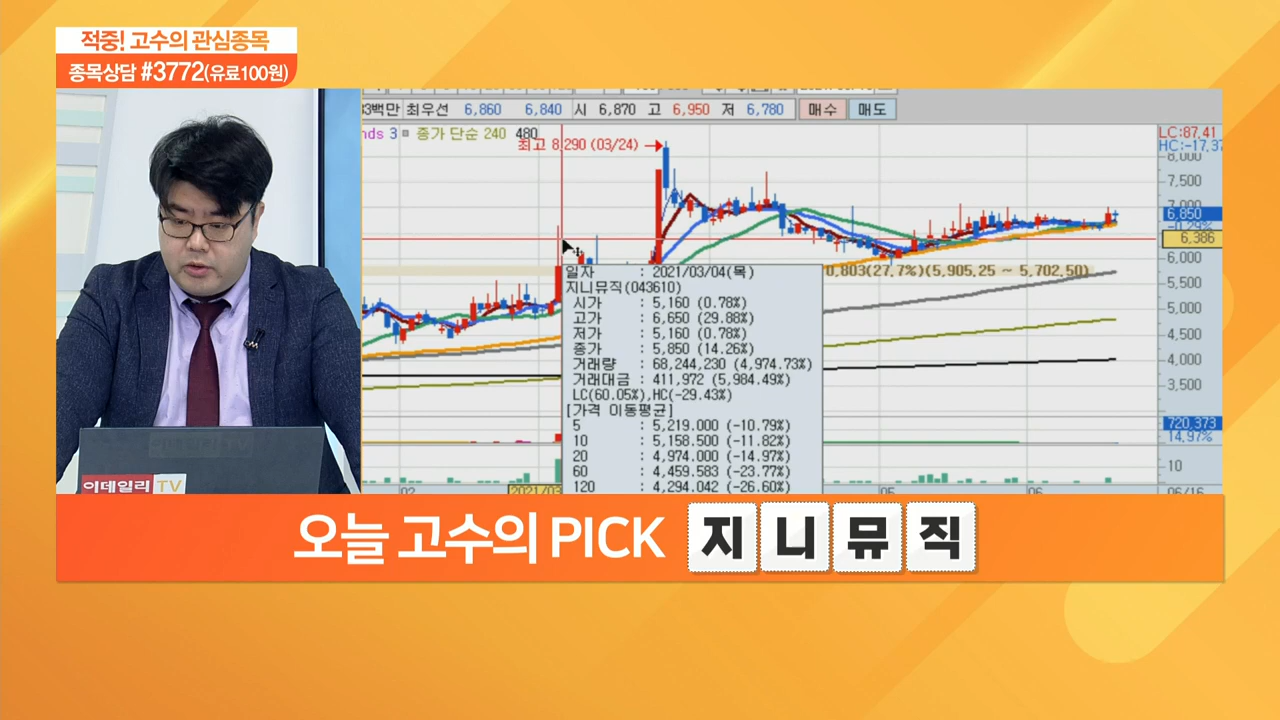 적중! 고수의 관심종목
종목상담 #3772(유료100원)
33백만 최우선 6,860 6,840 시 6,870 고 6,950 저 6,780 매수 매도
nds 3 종가 단순 240 480
최고 8,290 (03/24)
LC:87.41
HC:-17.37
8,000
7,500
7,000
6,850
-0.29%
6,386
6,000
5,500
5,000
4,500
4,000
3,500
0.803(27.7%)(5,905.25 ~ 5,702.50)
일자 : 2021/03/04(목)
지니뮤직(043610)
시가 : 5,160 (0.78%)
고가 : 6,650 (29.88%)
저가 : 5,160 (0.78%)
종가 : 5,850 (14.26%)
거래량 : 68,244,230 (4,974.73%)
거래대금 : 411,972 (5,984.49%)
LC(60.05%),HC(-29.43%)
[가격 이동평균]
5 : 5,219.000 (-10.79%)
10 : 5,158.500 (-11.82%)
20 : 4,974.000 (-14.97%)
60 : 4,459.583 (-23.77%)
120 : 4,294.042 (-26.60%)
720,373
14.97%
10
02 2021/03 05 06 06/16
이데일리 TV
오늘 고수의 PICK 지니뮤직